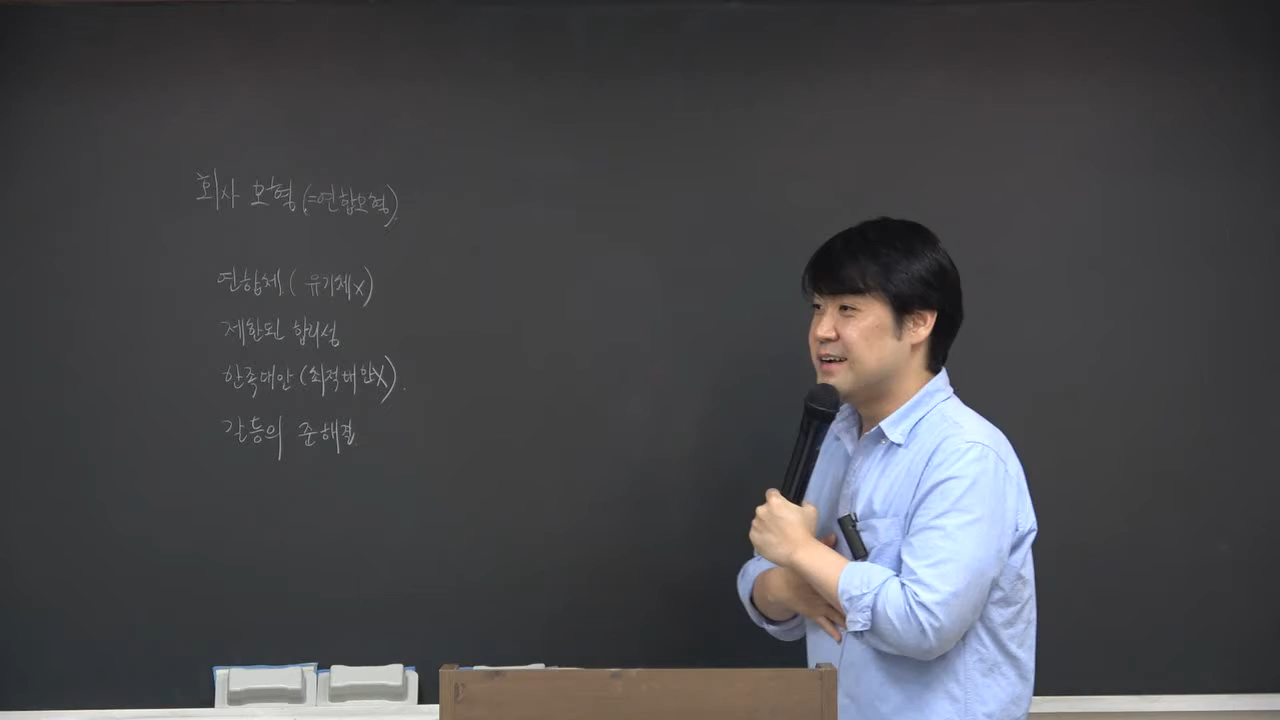 회사 모형 (=연합모형)
연합체 ( 유기체X)
제한된 합리성
만족대안 (최적대안X).
갈등의 준해결